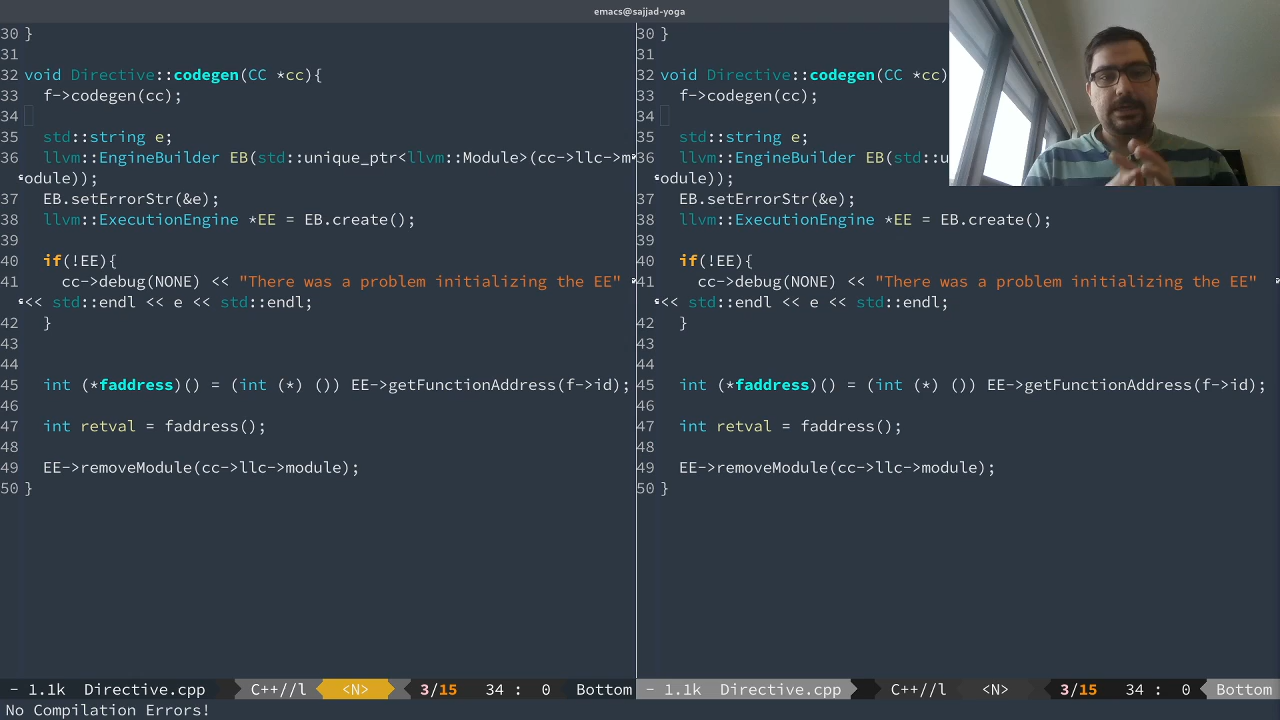 emacs@sajjad-yoga
30 }
31
32 void Directive::codegen(CC *cc){
33 f->codegen(cc);
34
35 std::string e;
36 llvm::EngineBuilder EB(std::unique_ptr<llvm::Module>(cc->llc->m
odule));
37 EB.setErrorStr(&e);
38 llvm::ExecutionEngine *EE = EB.create();
39
40 if(!EE){
41 cc->debug(NONE) << "There was a problem initializing the EE"
<< std::endl << e << std::endl;
42 }
43
44
45 int (*faddress)() = (int (*) ()) EE->getFunctionAddress(f->id);
46
47 int retval = faddress();
48
49 EE->removeModule(cc->llc->module);
50 }
- 1.1k Directive.cpp C++//l <N> 3/15 34 : 0 Bottom
30 }
31
32 void Directive::codegen(CC *cc)
33 f->codegen(cc);
34
35 std::string e;
36 llvm::EngineBuilder EB(std::u
odule));
37 EB.setErrorStr(&e);
38 llvm::ExecutionEngine *EE = EB.create();
39
40 if(!EE){
41 cc->debug(NONE) << "There was a problem initializing the EE"
<< std::endl << e << std::endl;
42 }
43
44
45 int (*faddress)() = (int (*) ()) EE->getFunctionAddress(f->id);
46
47 int retval = faddress();
48
49 EE->removeModule(cc->llc->module);
50 }
- 1.1k Directive.cpp C++//l <N> 3/15 34 : 0 Bottom
No Compilation Errors!